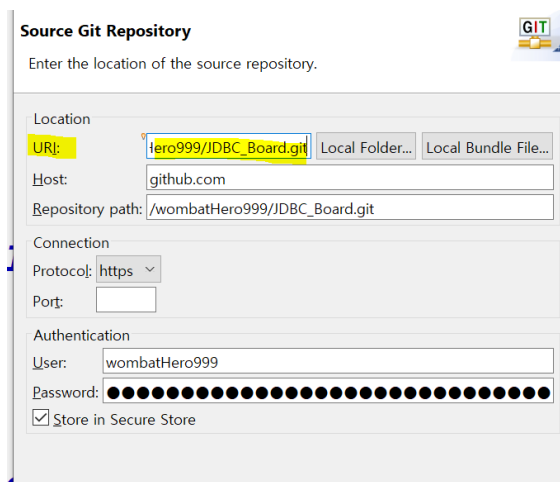 Source Git Repository
GIT
Enter the location of the source repository.
Location
URI: Hero999/JDBC_Board.git Local Folder... Local Bundle File...
Host: github.com
Repository path: /wombatHero999/JDBC_Board.git
Connection
Protocol: https
Port:
Authentication
User: wombatHero999
Password: ●●●●●●●●●●●●●●●●●●●●●●●●●●●●●●
Store in Secure Store